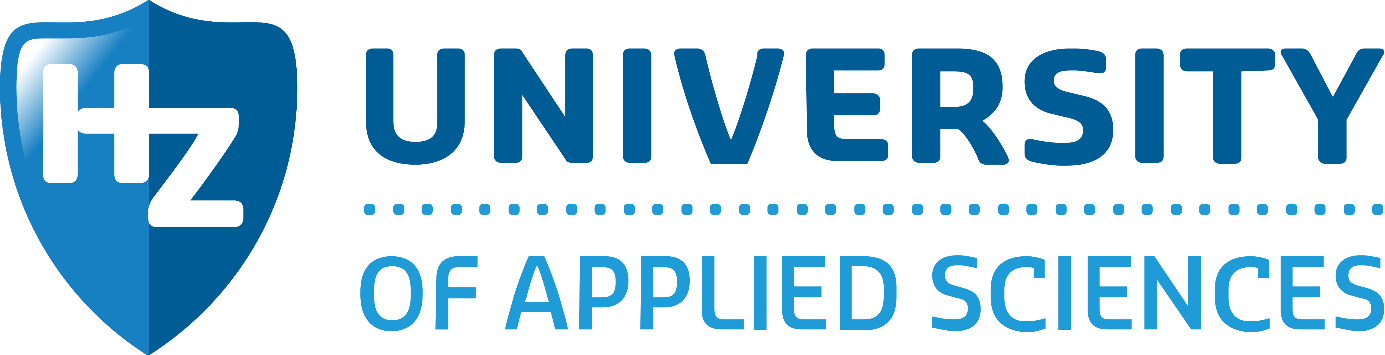 HZ
UNIVERSITY
OF APPLIED SCIENCES